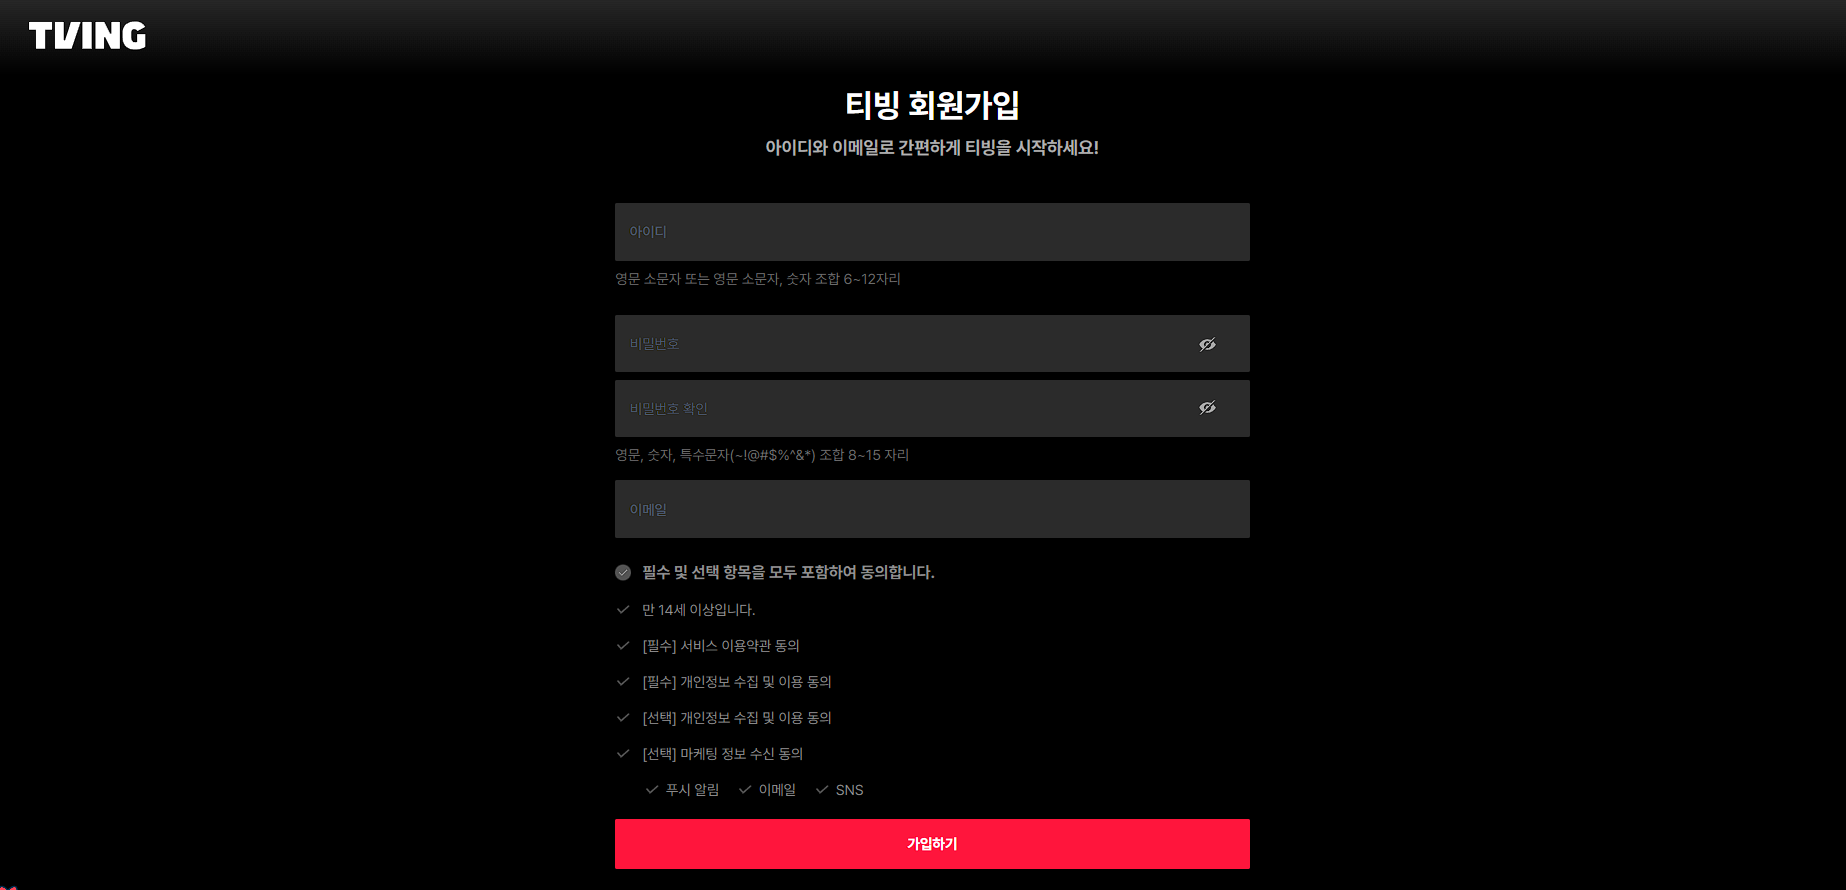 TVING
티빙 회원가입
아이디와 이메일로 간편하게 티빙을 시작하세요!
아이디
영문 소문자 또는 영문 소문자, 숫자 조합 6~12자리
비밀번호
비밀번호 확인
영문, 숫자, 특수문자(~!@#$%^&*) 조합 8~15 자리
이메일
필수 및 선택 항목을 모두 포함하여 동의합니다.
만 14세 이상입니다.
[필수] 서비스 이용약관 동의
[필수] 개인정보 수집 및 이용 동의
[선택] 개인정보 수집 및 이용 동의
[선택] 마케팅 정보 수신 동의
푸시 알림 이메일 SNS
가입하기